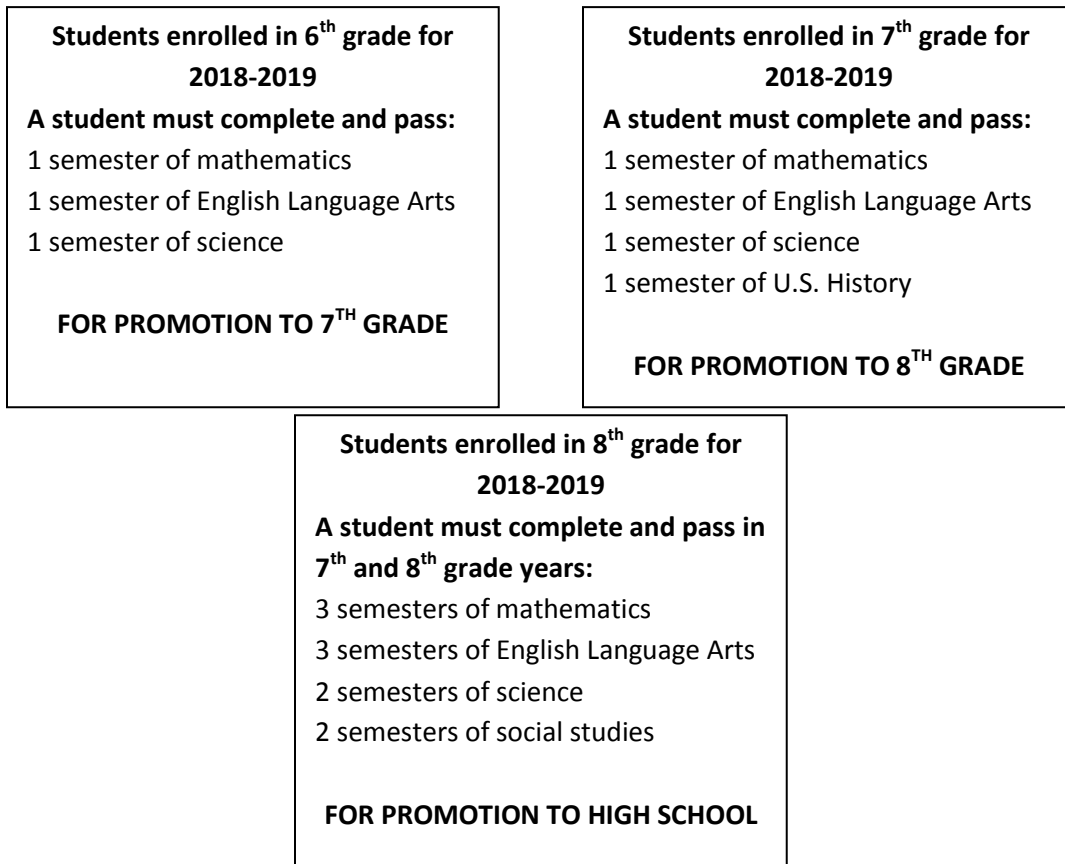 Students enrolled in 6th grade for
2018-2019
A student must complete and pass:
1 semester of mathematics
1 semester of English Language Arts
1 semester of science
FOR PROMOTION TO 7TH GRADE
Students enrolled in 7th grade for
2018-2019
A student must complete and pass:
1 semester of mathematics
1 semester of English Language Arts
1 semester of science
1 semester of U.S. History
FOR PROMOTION TO 8TH GRADE
Students enrolled in 8th grade for
2018-2019
A student must complete and pass in
7th and 8th grade years:
3 semesters of mathematics
3 semesters of English Language Arts
2 semesters of science
2 semesters of social studies
FOR PROMOTION TO HIGH SCHOOL